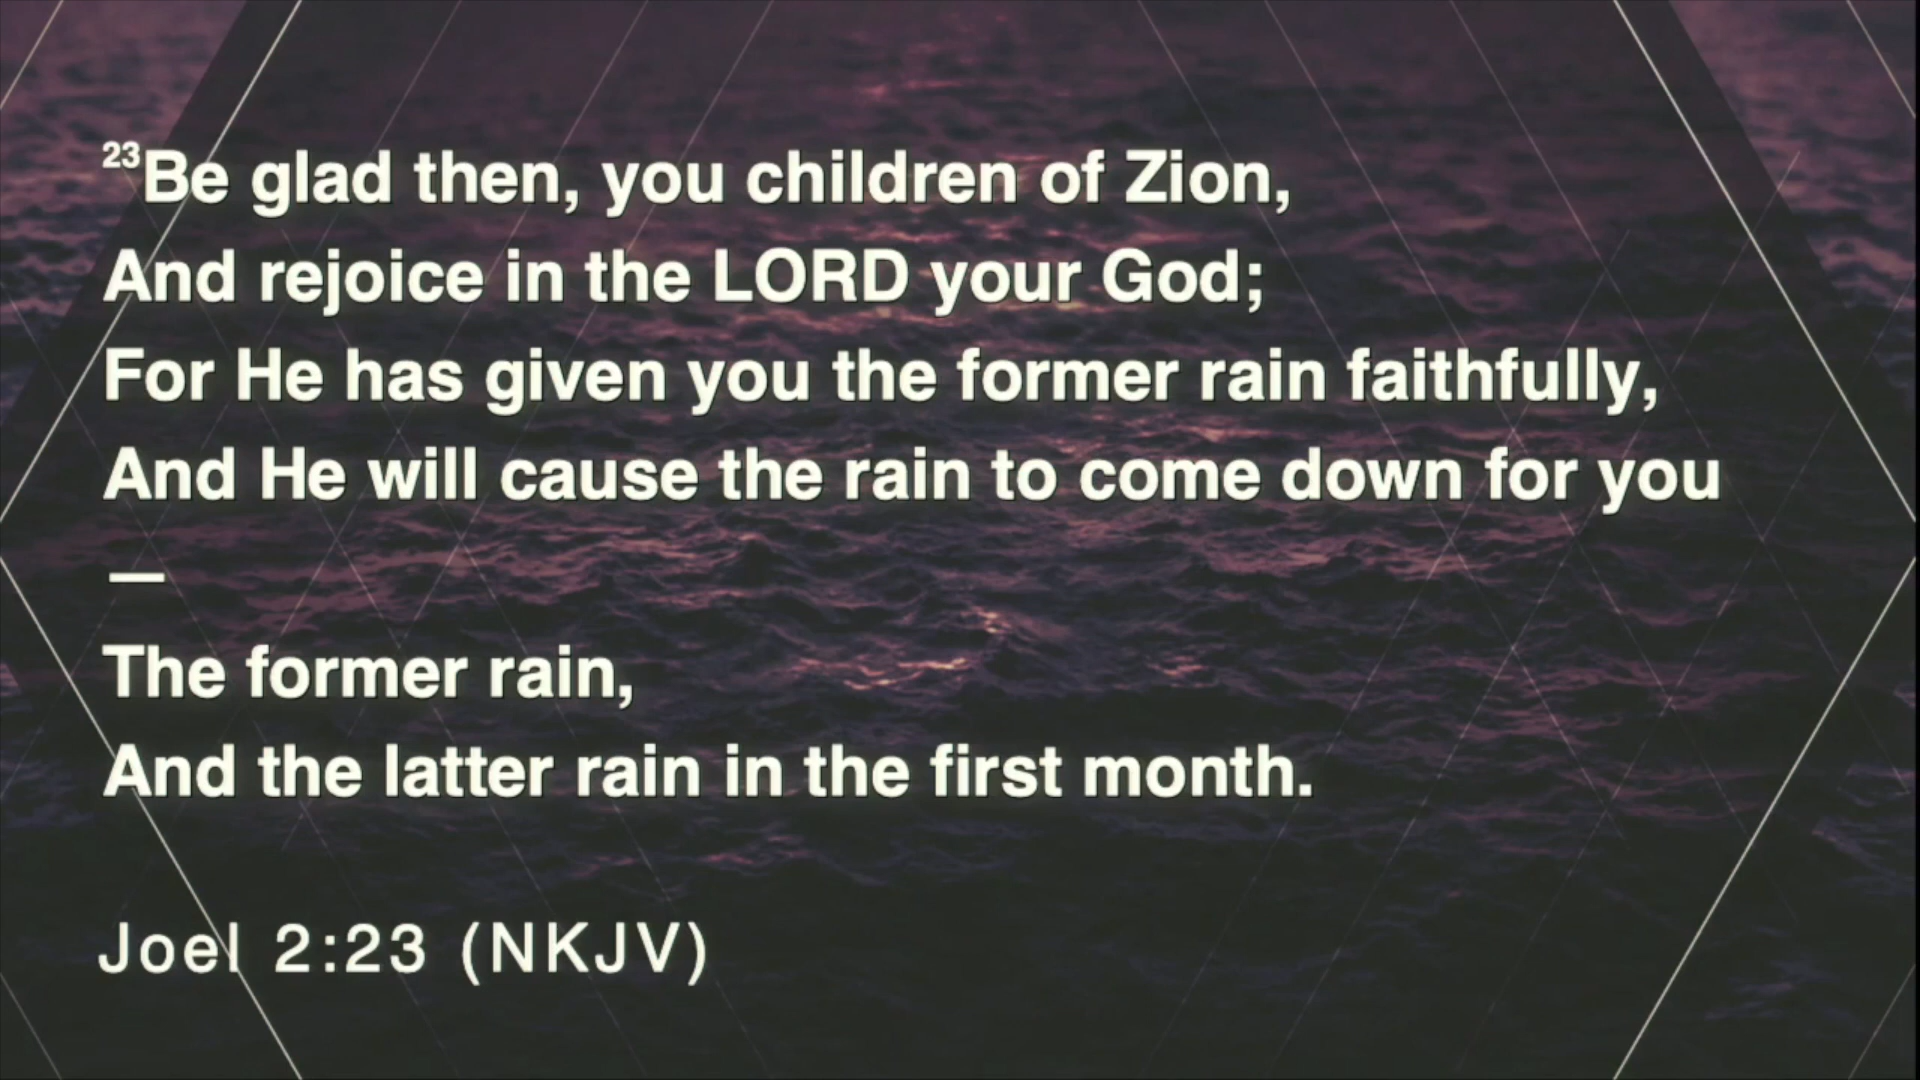 23Be glad then, you children of Zion,
And rejoice in the LORD your God;
For He has given you the former rain faithfully,
And He will cause the rain to come down for you
—
The former rain,
And the latter rain in the first month.
Joel 2:23 (NKJV)